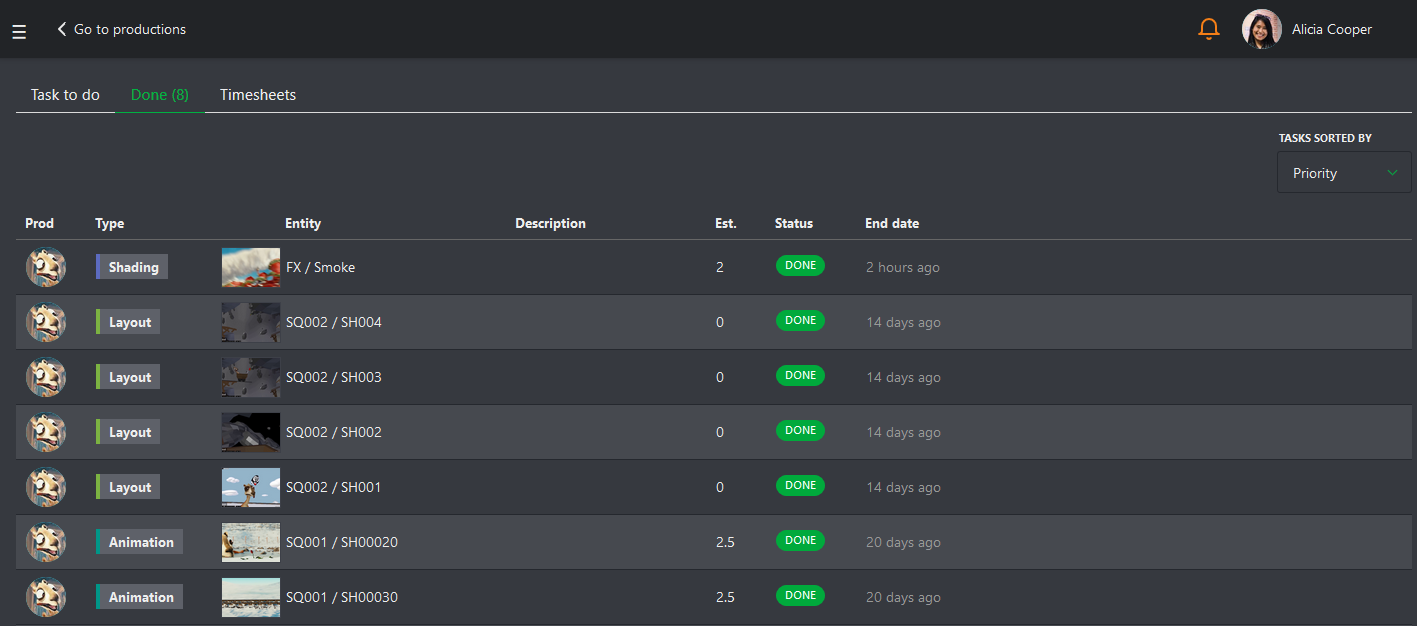 Go to productions Alicia Cooper
Task to do Done (8) Timesheets
TASKS SORTED BY
Priority
Prod Type Entity Description Est. Status End date
Shading FX / Smoke 2 DONE 2 hours ago
Layout SQ002 / SH004 0 DONE 14 days ago
Layout SQ002 / SH003 0 DONE 14 days ago
Layout SQ002 / SH002 0 DONE 14 days ago
Layout SQ002 / SH001 0 DONE 14 days ago
Animation SQ001 / SH00020 2.5 DONE 20 days ago
Animation SQ001 / SH00030 2.5 DONE 20 days ago